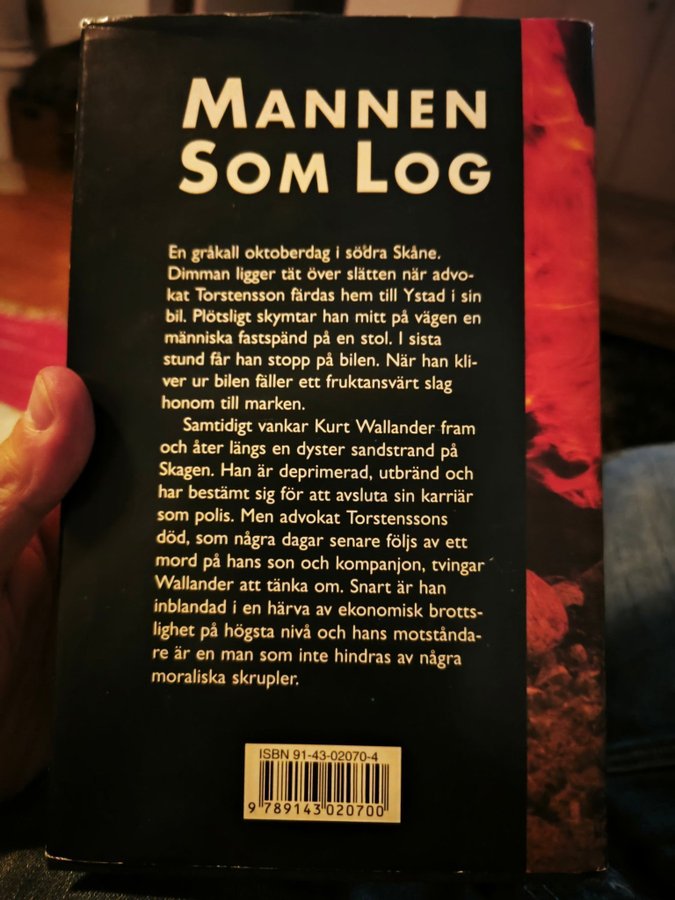 MANNEN
SOM LOG
En gråkall oktoberdag i södra Skåne.
Dimman ligger tät över slätten när advo-
kat Torstensson färdas hem till Ystad i sin
bil. Plötsligt skymtar han mitt på vägen en
människa fastspänd på en stol. I sista
stund får han stopp på bilen. När han kli-
ver ur bilen fäller ett fruktansvärt slag
honom till marken.
Samtidigt vankar Kurt Wallander fram
och åter längs en dyster sandstrand på
Skagen. Han är deprimerad, utbränd och
har bestämt sig för att avsluta sin karriär
som polis. Men advokat Torstenssons
död, som några dagar senare följs av ett
mord på hans son och kompanjon, tvingar
Wallander att tänka om. Snart är han
inblandad i en härva av ekonomisk brotts-
lighet på högsta nivå och hans motstånda-
re är en man som inte hindras av några
moraliska skrupler.
ISBN 91-43-02070-4
9 789143 020700